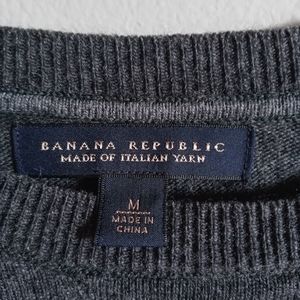 BANANA REPUBLIC
MADE OF ITALIAN YARN
M
MADE IN
CHINA